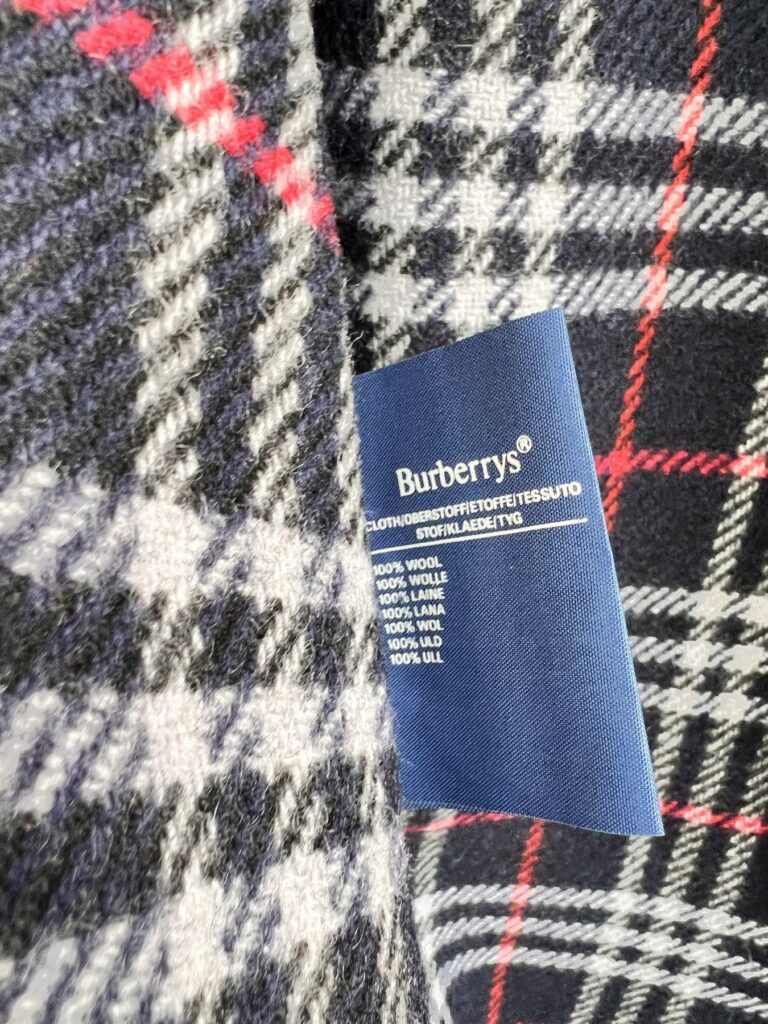 Burberrys®
CLOTH/OBERSTOFF/ETOFFE/TESSUTO
STOF/KLAEDE/TYG
100% WOOL
100% WOLLE
100% LAINE
100% LANA
100% WOL
100% ULD
100% ULL